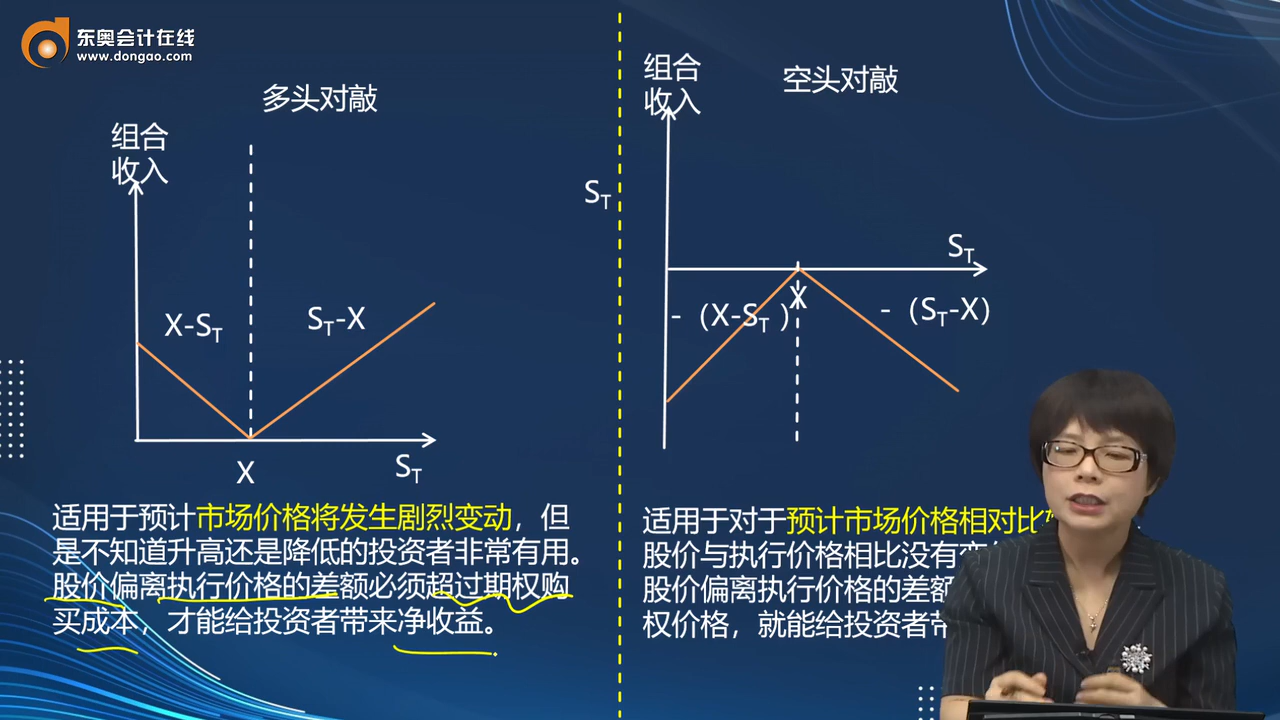 东奥会计在线
www.dongao.com
多头对敲
组合
收入
X-ST
ST-X
X
ST
适用于预计市场价格将发生剧烈变动，但
是不知道升高还是降低的投资者非常有用。
股价偏离执行价格的差额必须超过期权购
买成本，才能给投资者带来净收益。
ST
空头对敲
组合
收入
ST
X
-（X-ST）
-（ST-X）
适用于对于预计市场价格相对比
股价与执行价格相比没有变
股价偏离执行价格的差额
权价格，就能给投资者